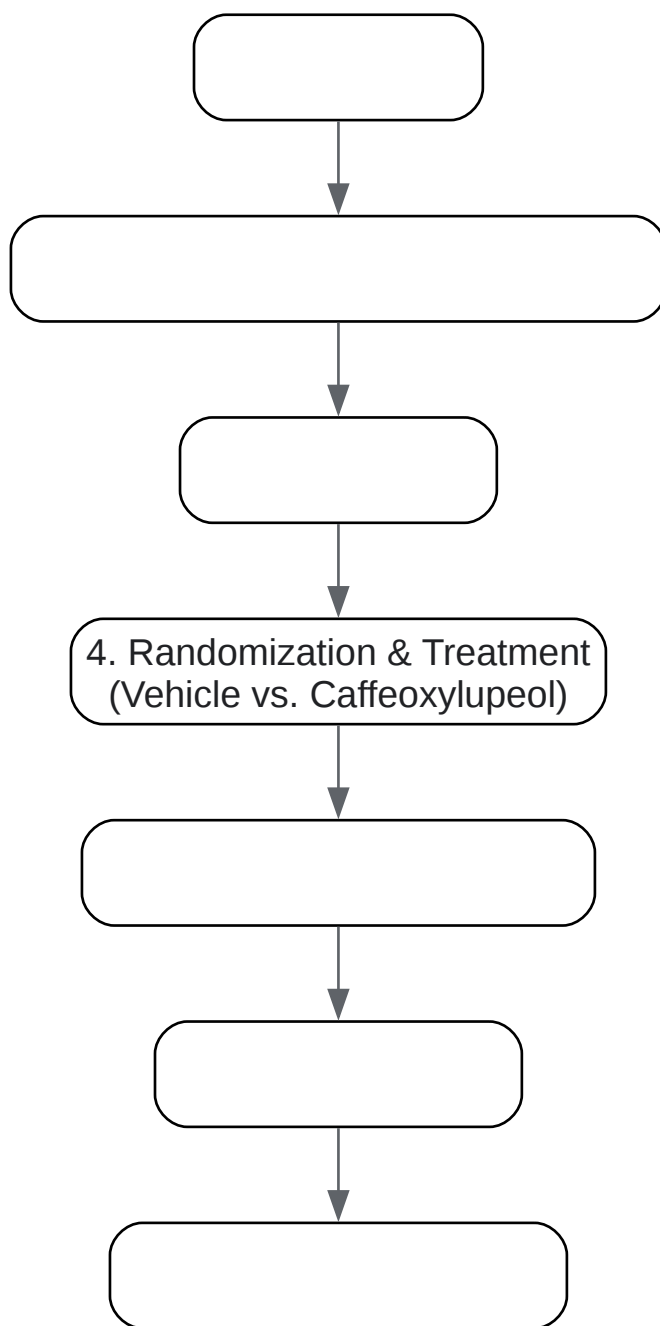 4. Randomization & Treatment
(Vehicle vs. Caffeoxylupeol)